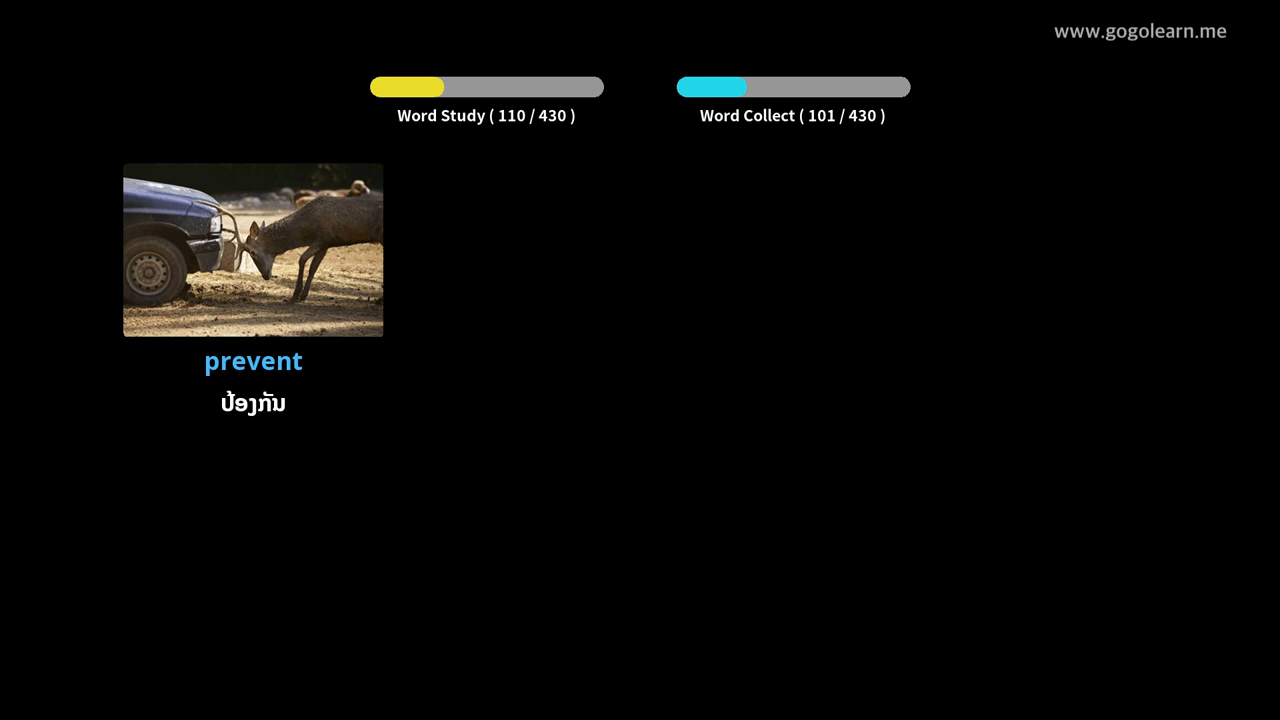 www.gogolearn.me
Word Study ( 110 / 430 )
Word Collect ( 101 / 430 )
prevent
ປ້ອງກັນ